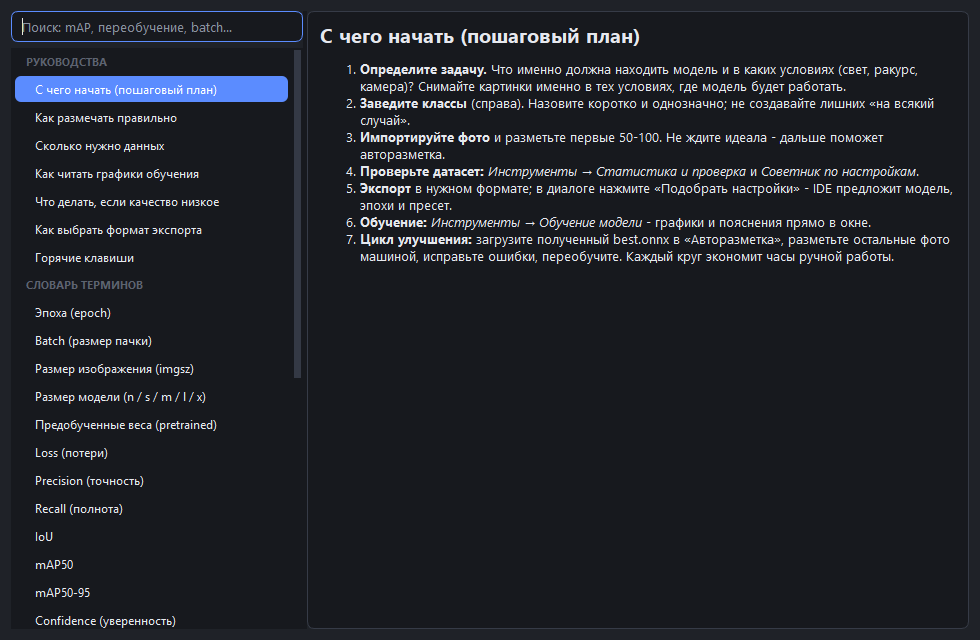 Поиск: mAP, переобучение, batch...
РУКОВОДСТВА
С чего начать (пошаговый план)
Как размечать правильно
Сколько нужно данных
Как читать графики обучения
Что делать, если качество низкое
Как выбрать формат экспорта
Горячие клавиши
СЛОВАРЬ ТЕРМИНОВ
Эпоха (epoch)
Batch (размер пачки)
Размер изображения (imgsz)
Размер модели (n / s / m / l / x)
Предобученные веса (pretrained)
Loss (потери)
Precision (точность)
Recall (полнота)
IoU
mAP50
mAP50-95
Confidence (уверенность)
С чего начать (пошаговый план)
1. Определите задачу. Что именно должна находить модель и в каких условиях (свет, ракурс,
камера)? Снимайте картинки именно в тех условиях, где модель будет работать.
2. Заведите классы (справа). Назовите коротко и однозначно; не создавайте лишних «на всякий
случай».
3. Импортируйте фото и разметьте первые 50-100. Не ждите идеала - дальше поможет
авторазметка.
4. Проверьте датасет: Инструменты → Статистика и проверка и Советник по настройкам.
5. Экспорт в нужном формате; в диалоге нажмите «Подобрать настройки» - IDE предложит модель,
эпохи и пресет.
6. Обучение: Инструменты → Обучение модели - графики и пояснения прямо в окне.
7. Цикл улучшения: загрузите полученный best.onnx в «Авторазметка», разметьте остальные фото
машиной, исправьте ошибки, переобучите. Каждый круг экономит часы ручной работы.